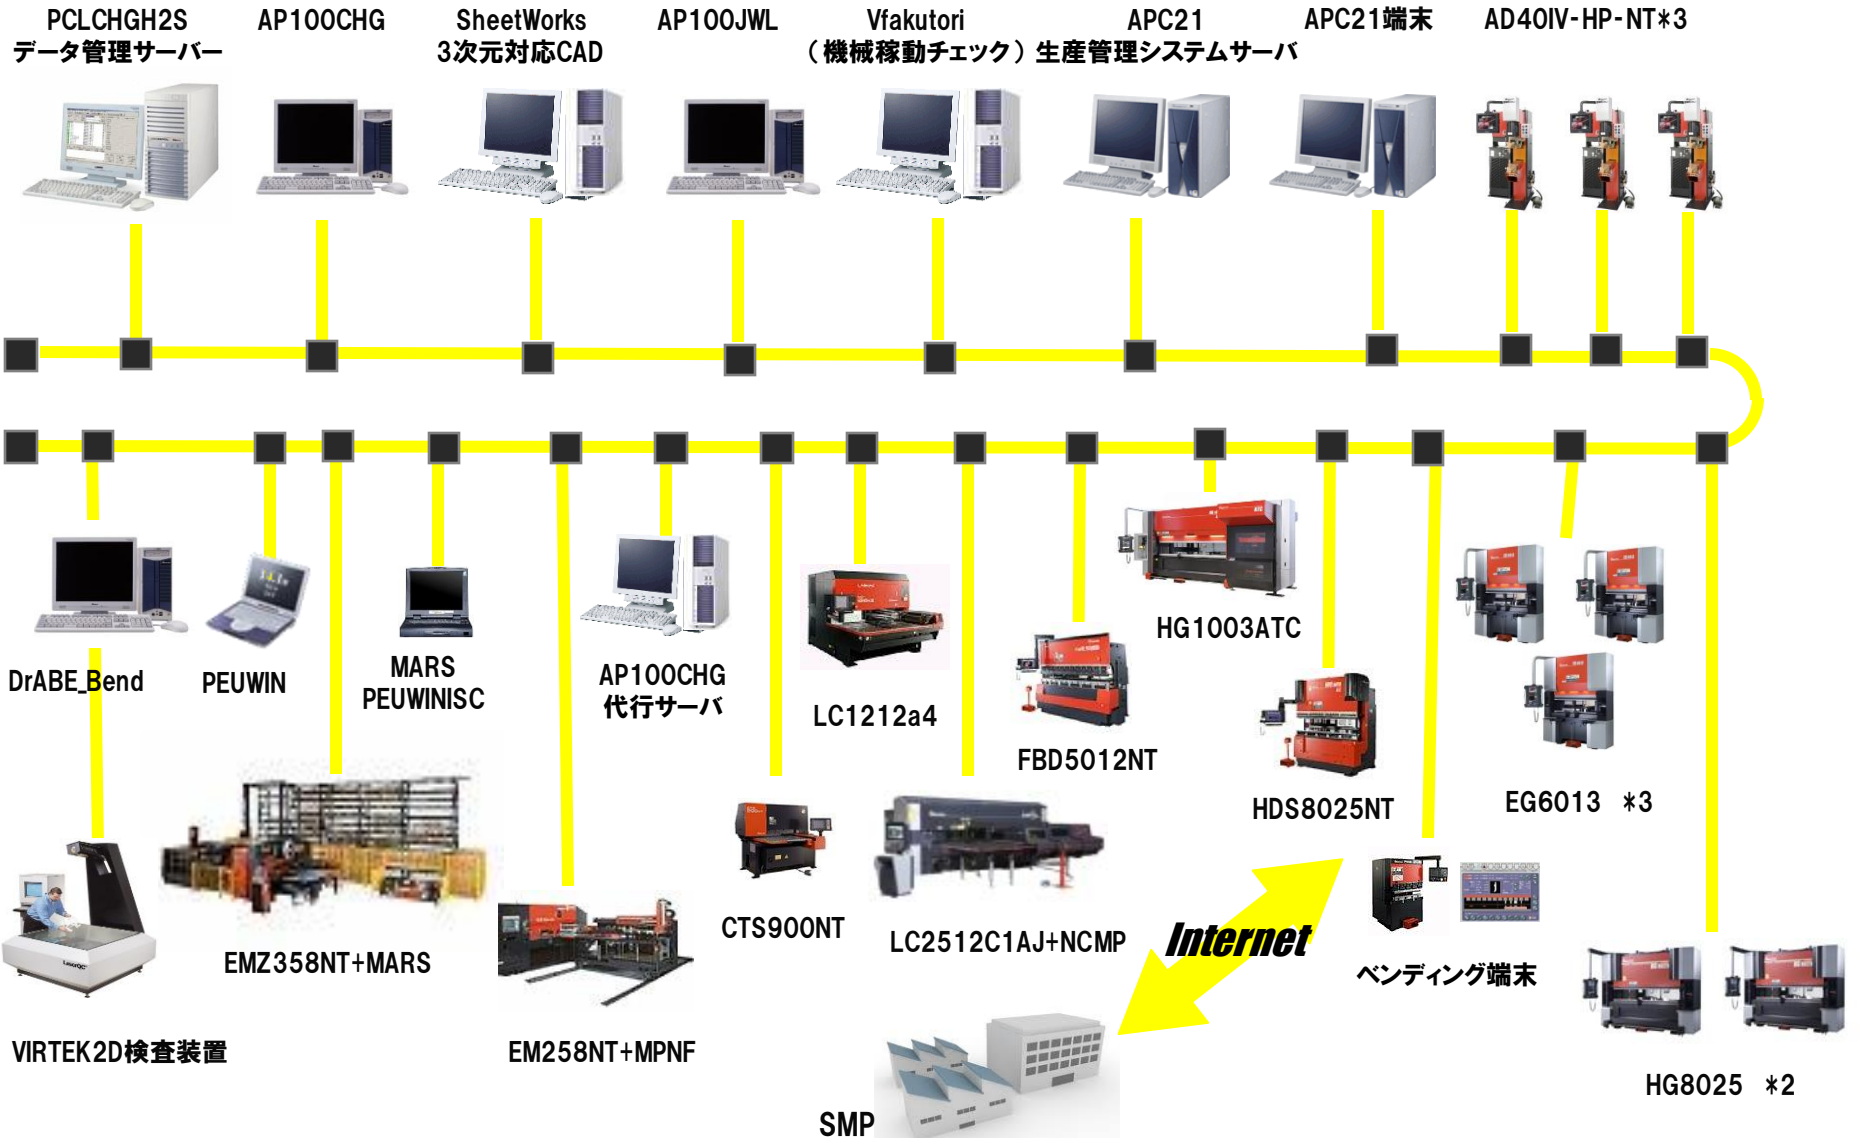 PCLCHGH2S
データ管理サーバー
AP100CHG
SheetWorks
3次元対応CAD
AP100JWL
Vfakutori
（機械稼動チェック）
APC21
生産管理システムサーバ
APC21端末
AD40IV-HP-NT*3
DrABE_Bend
PEUWIN
MARS
PEUWINISC
AP100CHG
代行サーバ
LC1212a4
FBD5012NT
HG1003ATC
HDS8025NT
EG6013 *3
VIRTEK2D検査装置
LaserQC
EMZ358NT+MARS
EM258NT+MPNF
CTS900NT
LC2512C1AJ+NCMP
Internet
ベンディング端末
SMP
HG8025 *2